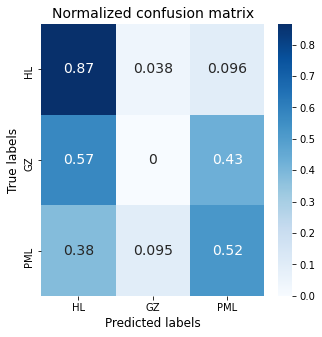 Normalized confusion matrix
HL 0.87 0.038 0.096
GZ 0.57 0 0.43
PML 0.38 0.095 0.52
HL GZ PML
Predicted labels
True labels
0.8
0.7
0.6
0.5
0.4
0.3
0.2
0.1
0.0